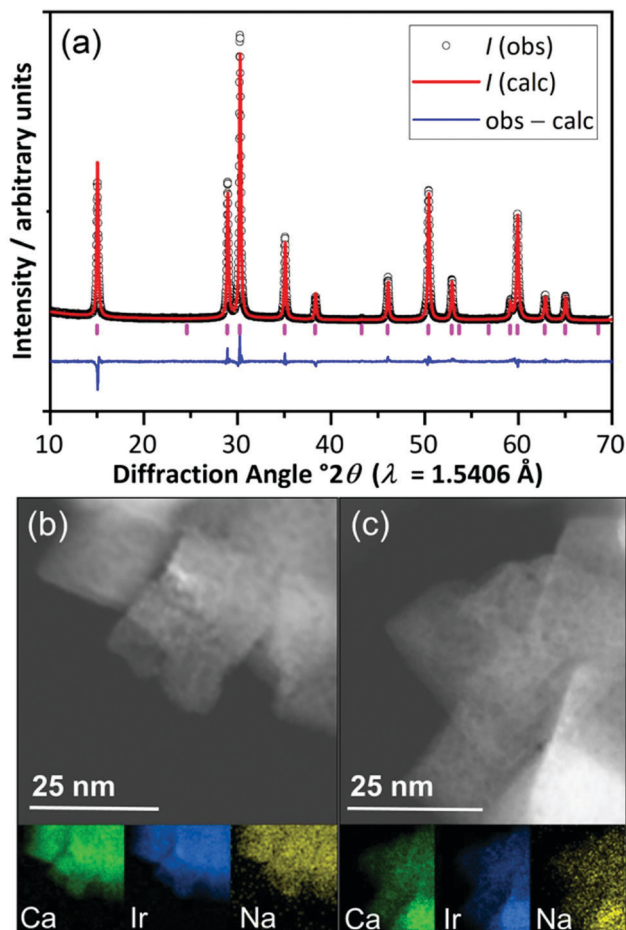 (a)
I (obs)
I (calc)
obs – calc
Intensity / arbitrary units
10 20 30 40 50 60 70
Diffraction Angle °2θ (λ = 1.5406 Å)
(b)
25 nm
Ca Ir Na
(c)
25 nm
Ca Ir Na